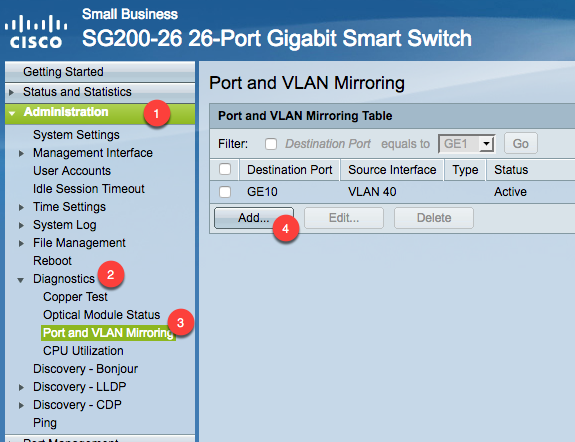 Small Business
CISCO SG200-26 26-Port Gigabit Smart Switch
Getting Started
Status and Statistics
Administration 1
System Settings
Management Interface
User Accounts
Idle Session Timeout
Time Settings
System Log
File Management
Reboot
Diagnostics 2
Copper Test
Optical Module Status
Port and VLAN Mirroring 3
CPU Utilization
Discovery - Bonjour
Discovery - LLDP
Discovery - CDP
Ping
Port Management
Port and VLAN Mirroring
Port and VLAN Mirroring Table
Filter: Destination Port equals to GE1 Go
Destination Port Source Interface Type Status
GE10 VLAN 40 Active
Add... 4 Edit... Delete